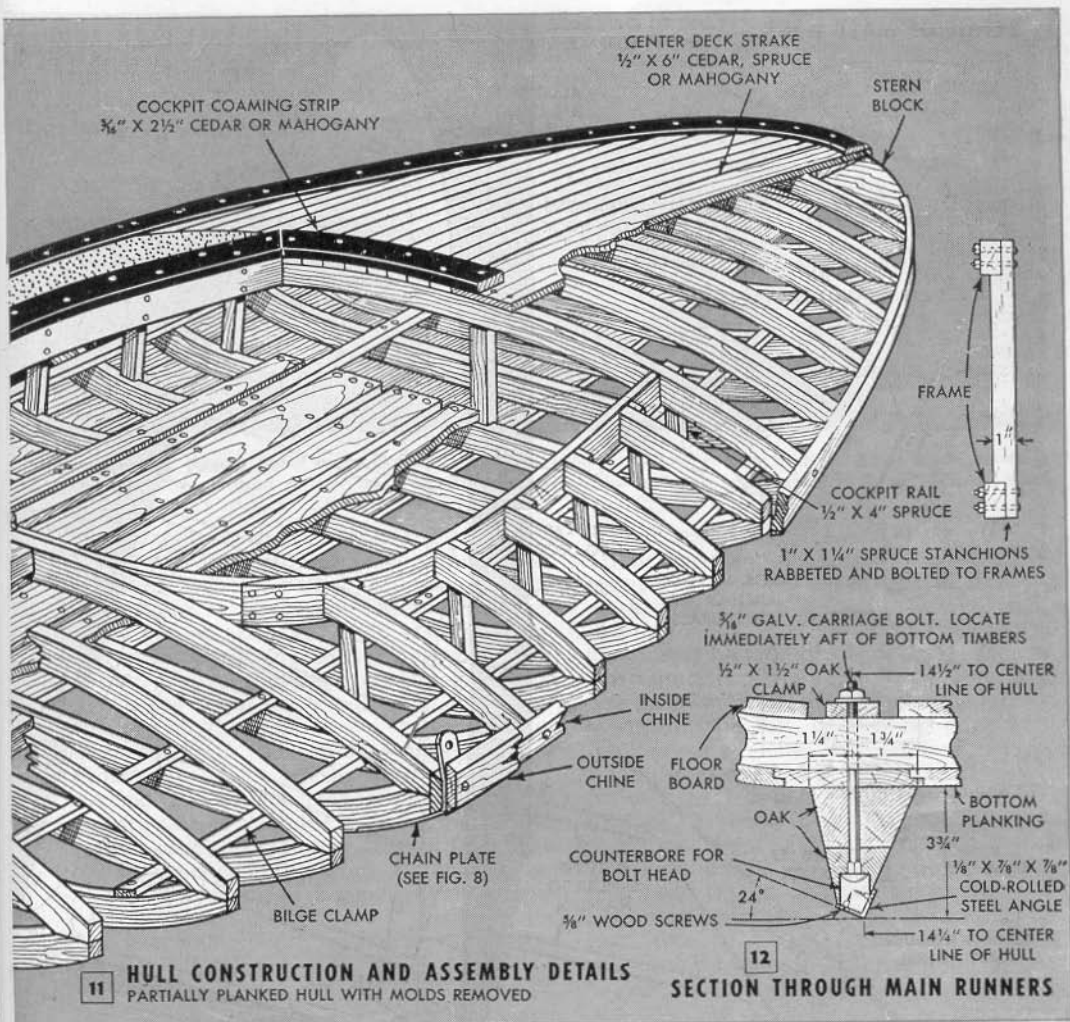 CENTER DECK STRAKE
½" X 6" CEDAR, SPRUCE
OR MAHOGANY
STERN
BLOCK
COCKPIT COAMING STRIP
5⁄16" X 2½" CEDAR OR MAHOGANY
FRAME
1"
COCKPIT RAIL
½" X 4" SPRUCE
1" X 1¼" SPRUCE STANCHIONS
RABBETED AND BOLTED TO FRAMES
5⁄16" GALV. CARRIAGE BOLT. LOCATE
IMMEDIATELY AFT OF BOTTOM TIMBERS
½" X 1½" OAK
CLAMP
14½" TO CENTER
LINE OF HULL
INSIDE
CHINE
OUTSIDE
CHINE
1¼"
1¾"
FLOOR
BOARD
BOTTOM
PLANKING
OAK
3¾"
CHAIN PLATE
(SEE FIG. 8)
COUNTERBORE FOR
BOLT HEAD
⅛" X ⅞" X ⅞"
COLD-ROLLED
STEEL ANGLE
24°
BILGE CLAMP
⅝" WOOD SCREWS
14¼" TO CENTER
LINE OF HULL
11 HULL CONSTRUCTION AND ASSEMBLY DETAILS
PARTIALLY PLANKED HULL WITH MOLDS REMOVED
12
SECTION THROUGH MAIN RUNNERS